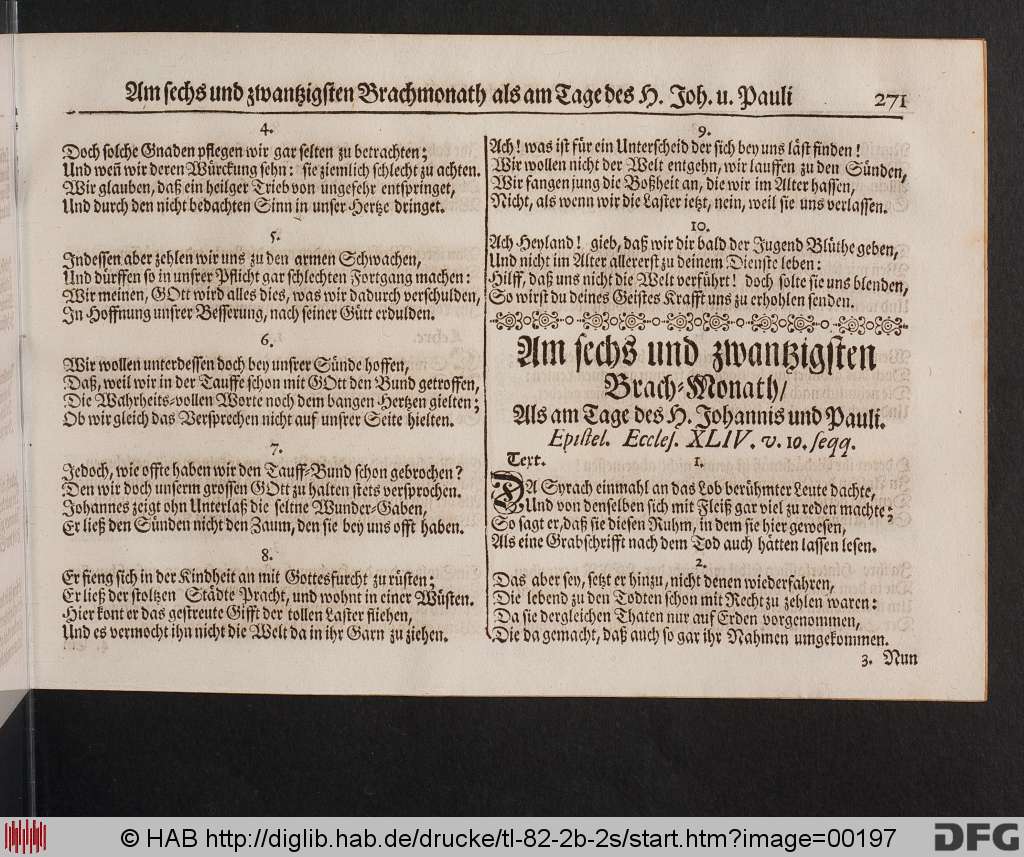 Am sechs und zwantzigsten Brachmonath als am Tage des H. Joh. u. Pauli 271
4.
Doch solche Gnaden pflegen wir gar selten zu betrachten;
Und weñ wir deren Würckung sehn: sie ziemlich schlecht zu achten.
Wir glauben, daß ein heilger Trieb von ungefehr entspringet,
Und durch den nicht bedachten Sinn in unser Hertze dringet.
5.
Indessen aber zehlen wir uns zu den armen Schwachen,
Und dürffen so in unsrer Pflicht gar schlechten Fortgang machen:
Wir meinen, GOtt wird alles dies, was wir dadurch verschulden,
In Hoffnung unsrer Besserung, nach seiner Gütt erdulden.
6.
Wir wollen unterdessen doch bey unsrer Sünde hoffen,
Daß, weil wir in der Tauffe schon mit GOtt den Bund getroffen,
Die Wahrheits-vollen Worte noch dem bangen Hertzen gielten;
Ob wir gleich das Versprechen nicht auf unsrer Seite hielten.
7.
Jedoch, wie offte haben wir den Tauff-Bund schon gebrochen?
Den wir doch unserm grossen GOtt zu halten stets versprochen.
Johannes zeigt ohn Unterlaß die seltne Wunder-Gaben,
Er ließ den Sünden nicht den Zaum, den sie bey uns offt haben.
8.
Er fieng sich in der Kindheit an mit Gottesfurcht zu rüsten;
Er ließ der stoltzen Städte Pracht, und wohnt in einer Wüsten.
Hier kont er das gestreute Gifft der tollen Laster fliehen,
Und es vermocht ihn nicht die Welt da in ihr Garn zu ziehen.
9.
Ach! was ist für ein Unterscheid der sich bey uns läst finden!
Wir wollen nicht der Welt entgehn, wir lauffen zu den Sünden,
Wir fangen jung die Boßheit an, die wir im Alter hassen,
Nicht, als wenn wir die Laster ietzt, nein, weil sie uns verlassen.
10.
Ach Heyland! gieb, daß wir dir bald der Jugend Blüthe geben,
Und nicht im Alter allererst zu deinem Dienste leben:
Hilff, daß uns nicht die Welt verführt! doch solte sie uns blenden,
So wirst du deines Geistes Krafft uns zu erhohlen senden.
Am sechs und zwantzigsten
Brach-Monath/
Als am Tage des H. Johannis und Pauli.
Epistel. Eccles. XLIV. v. 10. seqq.
Text. 1.
DA Syrach einmahl an das Lob berühmter Leute dachte,
Und von denselben sich mit Fleiß gar viel zu reden machte;
So sagt er, daß sie diesen Ruhm, in dem sie hier gewesen,
Als eine Grabschrifft nach dem Tod auch hätten lassen lesen.
2.
Das aber sey, setzt er hinzu, nicht denen wiederfahren,
Die lebend zu den Todten schon mit Recht zu zehlen waren:
Da sie dergleichen Thaten nur auf Erden vorgenommen,
Die da gemacht, daß auch so gar ihr Nahmen umgekommen.
3. Nun
© HAB http://diglib.hab.de/drucke/tl-82-2b-2s/start.htm?image=00197
DFG